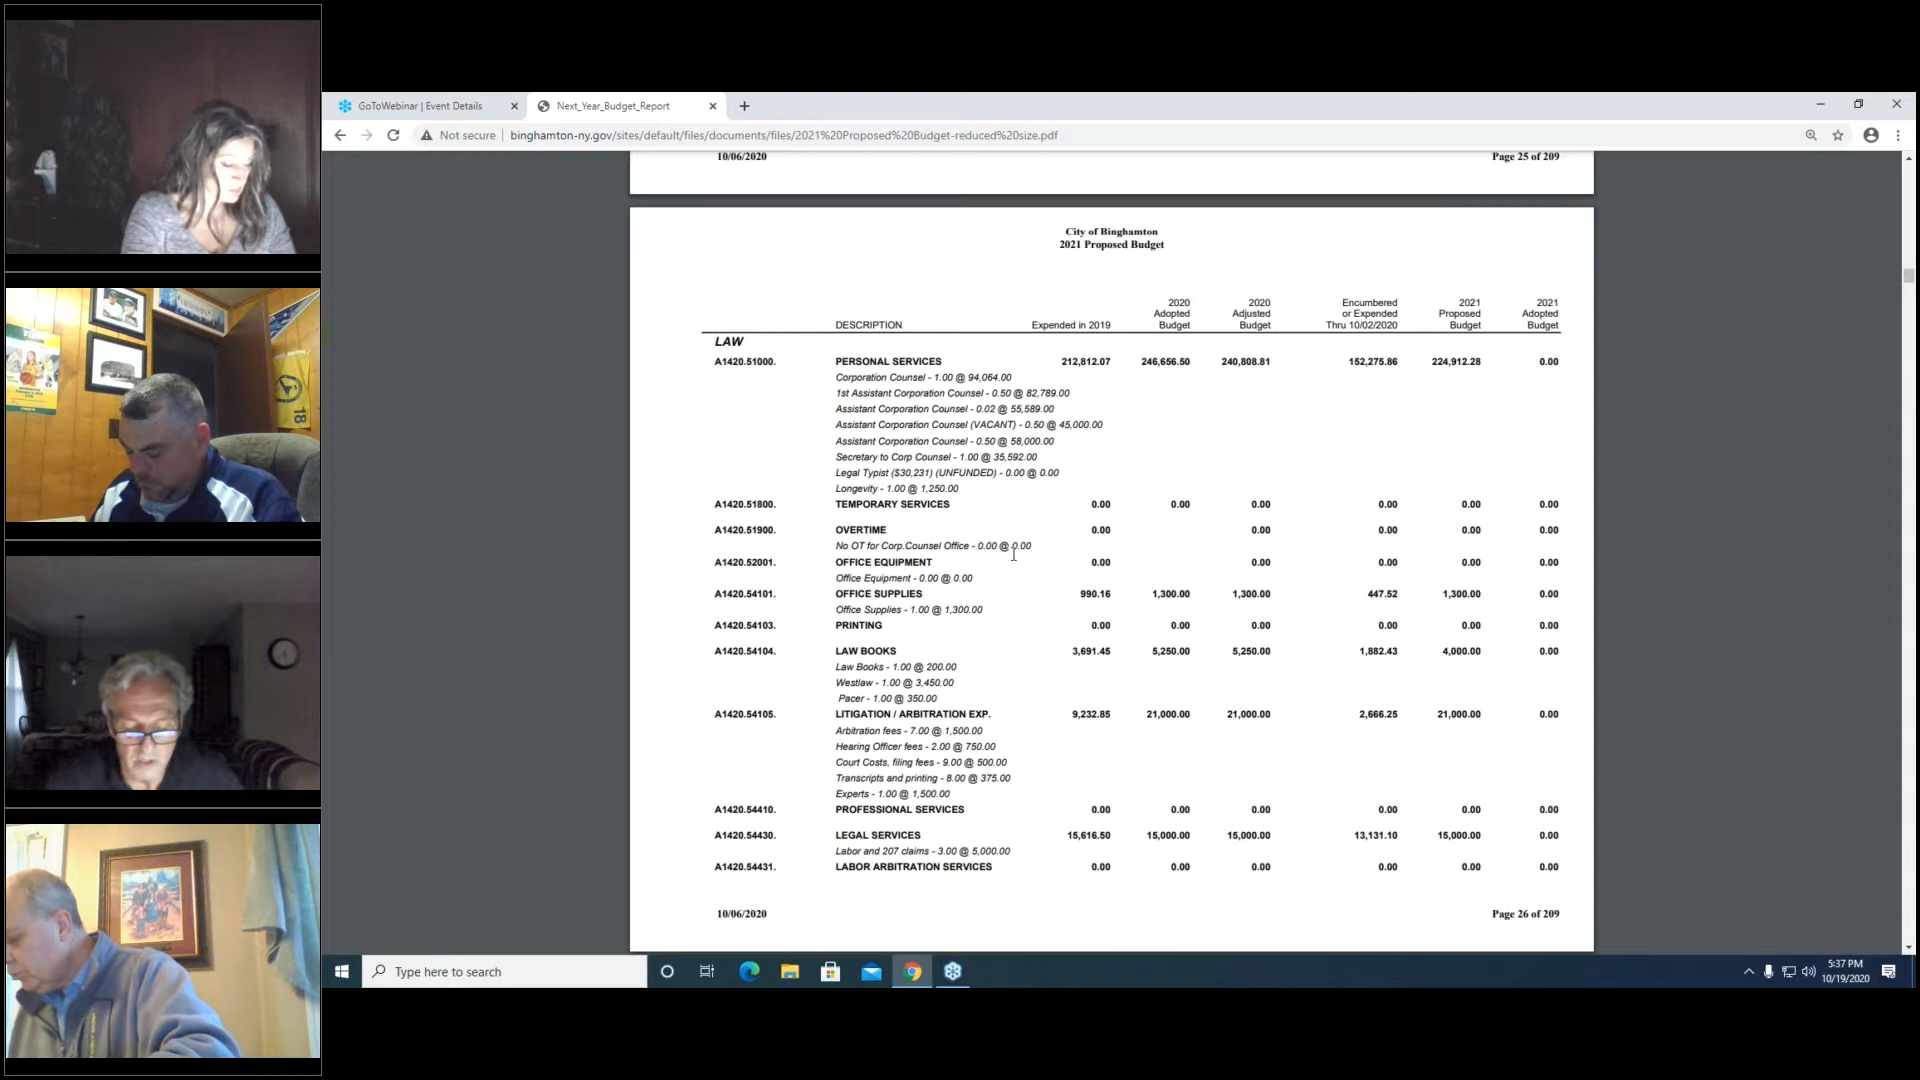 GoToWebinar | Event Details
Next_Year_Budget_Report
Not secure | binghamton-ny.gov/sites/default/files/documents/files/2021%20Proposed%20Budget-reduced%20size.pdf
10/06/2020 Page 25 of 209
City of Binghamton
2021 Proposed Budget
2020 2020 Encumbered 2021 2021
Adopted Adjusted or Expended Proposed Adopted
DESCRIPTION Expended in 2019 Budget Budget Thru 10/02/2020 Budget Budget
LAW
A1420.51000. PERSONAL SERVICES 212,812.07 246,656.50 240,808.81 152,275.86 224,912.28 0.00
Corporation Counsel - 1.00 @ 94,064.00
1st Assistant Corporation Counsel - 0.50 @ 82,789.00
Assistant Corporation Counsel - 0.02 @ 55,589.00
Assistant Corporation Counsel (VACANT) - 0.50 @ 45,000.00
Assistant Corporation Counsel - 0.50 @ 58,000.00
Secretary to Corp Counsel - 1.00 @ 35,592.00
Legal Typist ($30,231) (UNFUNDED) - 0.00 @ 0.00
Longevity - 1.00 @ 1,250.00
A1420.51800. TEMPORARY SERVICES 0.00 0.00 0.00 0.00 0.00 0.00
A1420.51900. OVERTIME 0.00 0.00 0.00 0.00 0.00
No OT for Corp.Counsel Office - 0.00 @ 0.00
A1420.52001. OFFICE EQUIPMENT 0.00 0.00 0.00 0.00 0.00
Office Equipment - 0.00 @ 0.00
A1420.54101. OFFICE SUPPLIES 990.16 1,300.00 1,300.00 447.52 1,300.00 0.00
Office Supplies - 1.00 @ 1,300.00
A1420.54103. PRINTING 0.00 0.00 0.00 0.00 0.00 0.00
A1420.54104. LAW BOOKS 3,691.45 5,250.00 5,250.00 1,882.43 4,000.00 0.00
Law Books - 1.00 @ 200.00
Westlaw - 1.00 @ 3,450.00
Pacer - 1.00 @ 350.00
A1420.54105. LITIGATION / ARBITRATION EXP. 9,232.85 21,000.00 21,000.00 2,666.25 21,000.00 0.00
Arbitration fees - 7.00 @ 1,500.00
Hearing Officer fees - 2.00 @ 750.00
Court Costs, filing fees - 9.00 @ 500.00
Transcripts and printing - 8.00 @ 375.00
Experts - 1.00 @ 1,500.00
A1420.54410. PROFESSIONAL SERVICES 0.00 0.00 0.00 0.00 0.00 0.00
A1420.54430. LEGAL SERVICES 15,616.50 15,000.00 15,000.00 13,131.10 15,000.00 0.00
Labor and 207 claims - 3.00 @ 5,000.00
A1420.54431. LABOR ARBITRATION SERVICES 0.00 0.00 0.00 0.00 0.00 0.00
10/06/2020 Page 26 of 209
Type here to search
5:37 PM
10/19/2020
18